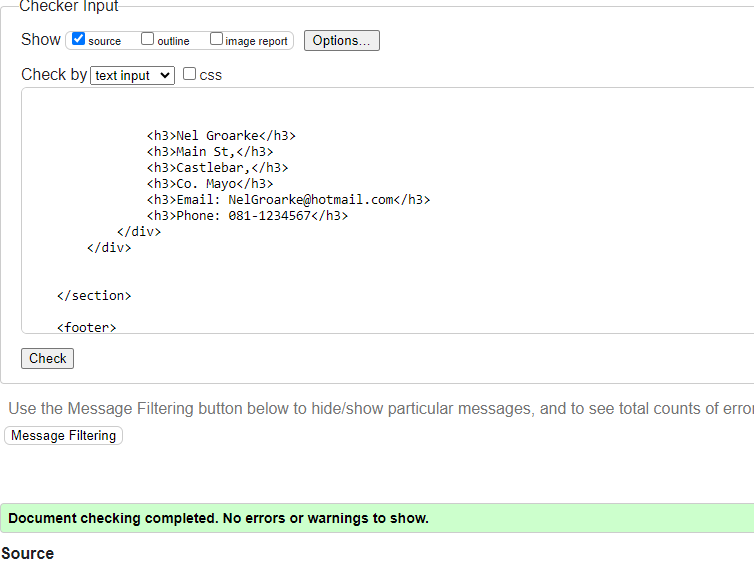 Checker Input
Show source outline image report Options...
Check by text input css
<h3>Nel Groarke</h3>
<h3>Main St,</h3>
<h3>Castlebar,</h3>
<h3>Co. Mayo</h3>
<h3>Email: NelGroarke@hotmail.com</h3>
<h3>Phone: 081-1234567</h3>
</div>
</div>
</section>
<footer>
Check
Use the Message Filtering button below to hide/show particular messages, and to see total counts of erro
Message Filtering
Document checking completed. No errors or warnings to show.
Source